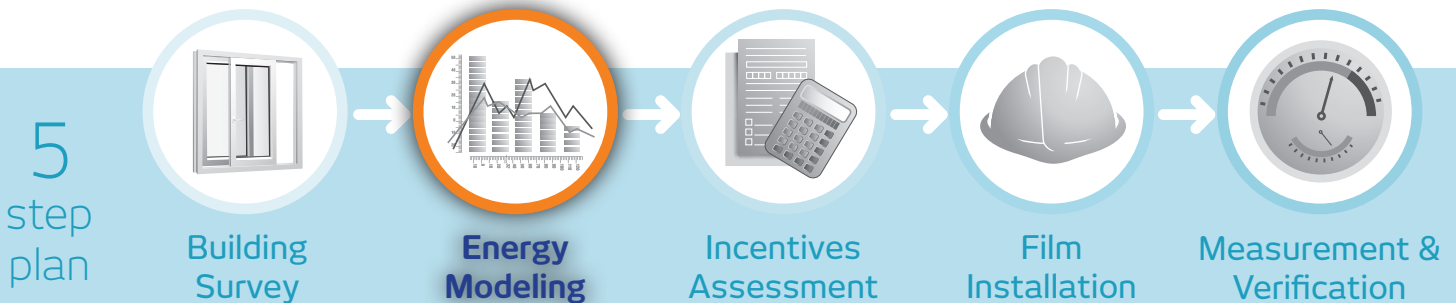 5
step
plan
Building
Survey
Energy
Modeling
Incentives
Assessment
Film
Installation
Measurement &
Verification